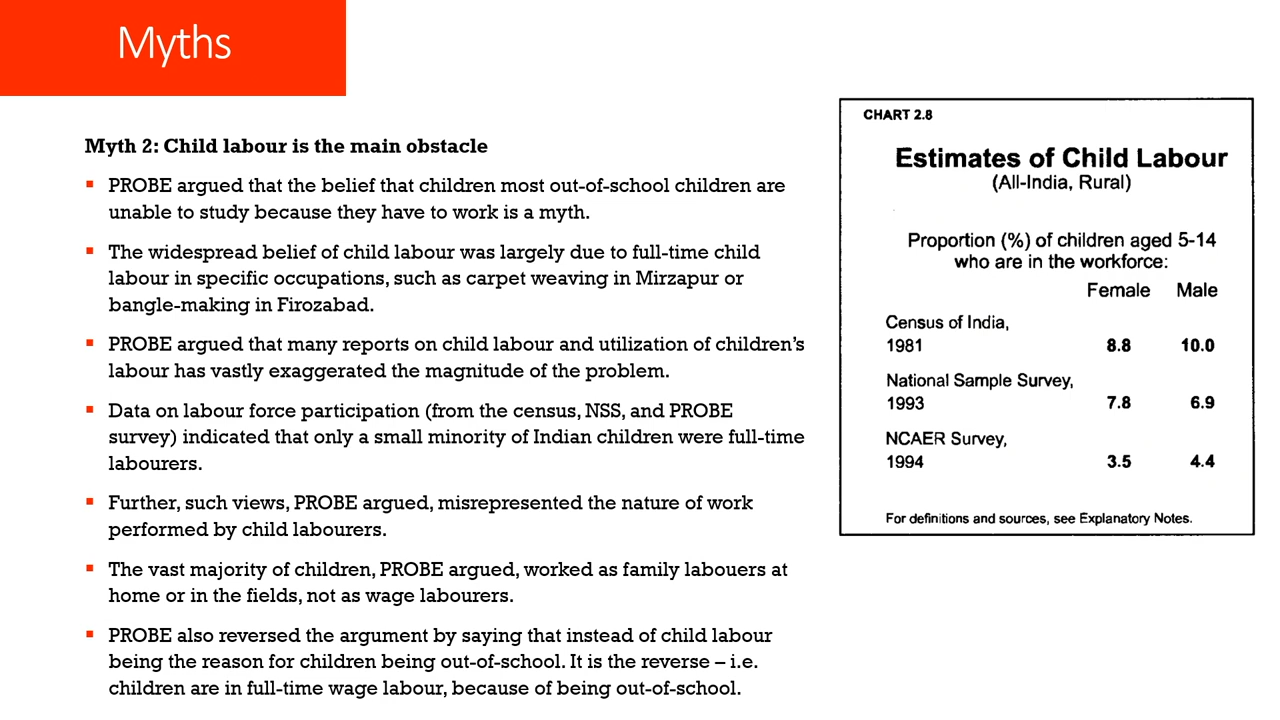 Myths
Myth 2: Child labour is the main obstacle
▪ PROBE argued that the belief that children most out-of-school children are
unable to study because they have to work is a myth.
▪ The widespread belief of child labour was largely due to full-time child
labour in specific occupations, such as carpet weaving in Mirzapur or
bangle-making in Firozabad.
▪ PROBE argued that many reports on child labour and utilization of children's
labour has vastly exaggerated the magnitude of the problem.
▪ Data on labour force participation (from the census, NSS, and PROBE
survey) indicated that only a small minority of Indian children were full-time
labourers.
▪ Further, such views, PROBE argued, misrepresented the nature of work
performed by child labourers.
▪ The vast majority of children, PROBE argued, worked as family labouers at
home or in the fields, not as wage labourers.
▪ PROBE also reversed the argument by saying that instead of child labour
being the reason for children being out-of-school. It is the reverse – i.e.
children are in full-time wage labour, because of being out-of-school.
CHART 2.8
Estimates of Child Labour
(All-India, Rural)
Proportion (%) of children aged 5-14
who are in the workforce:
Female Male
Census of India,
1981 8.8 10.0
National Sample Survey,
1993 7.8 6.9
NCAER Survey,
1994 3.5 4.4
For definitions and sources, see Explanatory Notes.